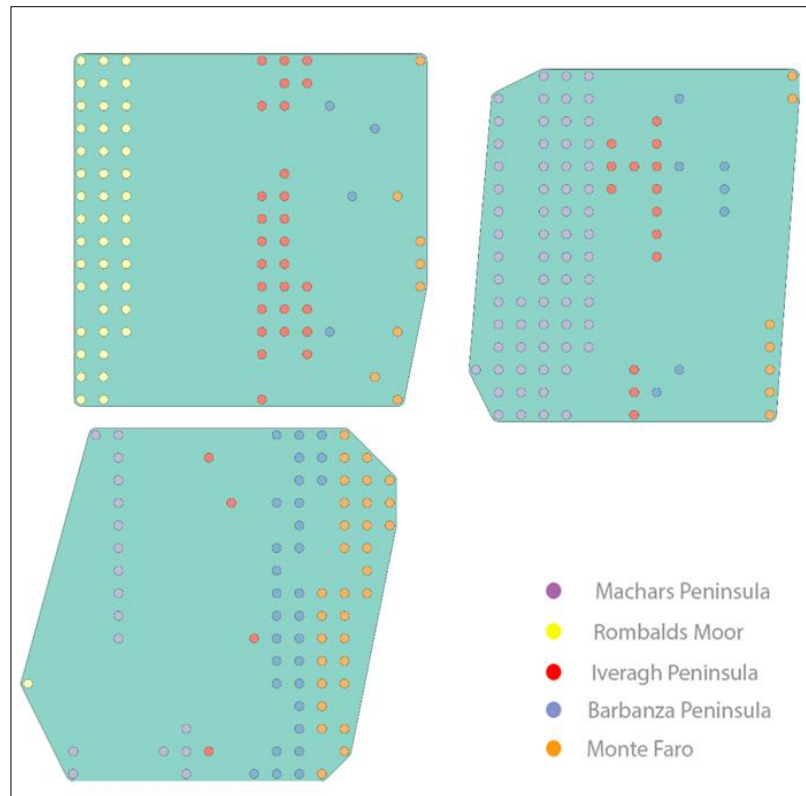 Machars Peninsula
Rombalds Moor
Iveragh Peninsula
Barbanza Peninsula
Monte Faro